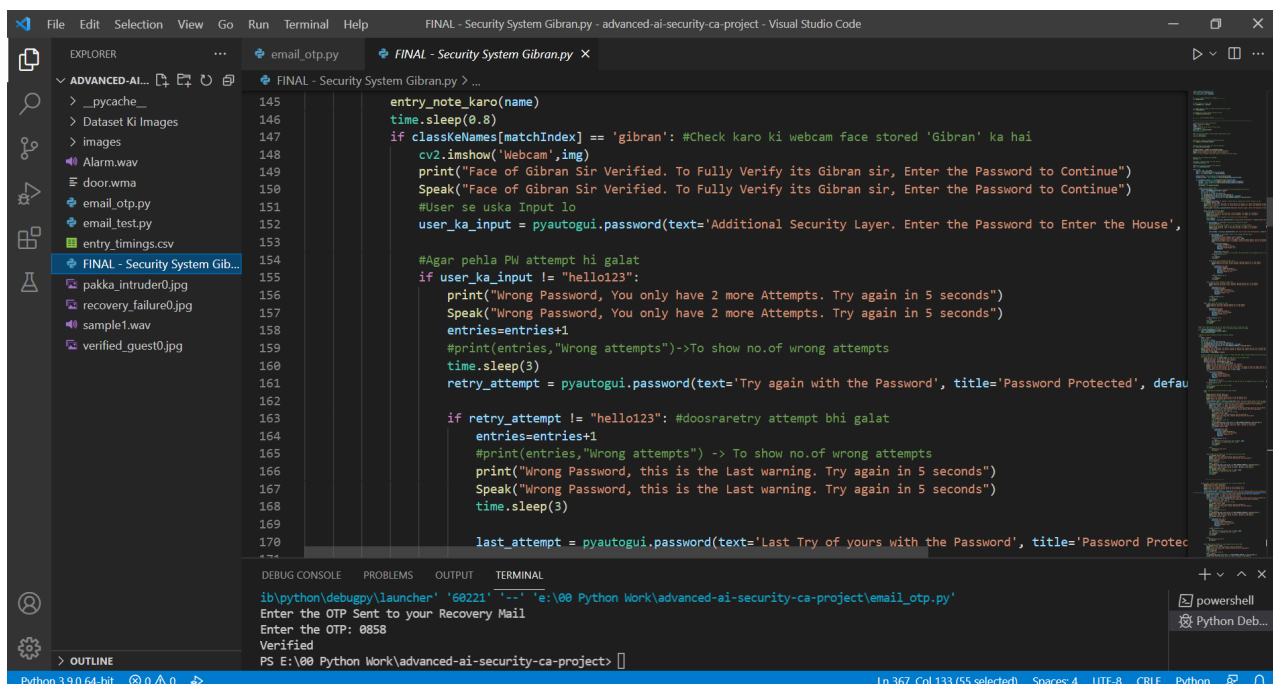 File Edit Selection View Go Run Terminal Help FINAL - Security System Gibran.py - advanced-ai-security-ca-project - Visual Studio Code
EXPLORER
ADVANCED-AI...
__pycache__
Dataset Ki Images
images
Alarm.wav
door.wma
email_otp.py
email_test.py
entry_timings.csv
FINAL - Security System Gib...
pakka_intruder0.jpg
recovery_failure0.jpg
sample1.wav
verified_guest0.jpg
OUTLINE
email_otp.py FINAL - Security System Gibran.py
FINAL - Security System Gibran.py > ...
145 entry_note_karo(name)
146 time.sleep(0.8)
147 if classKeNames[matchIndex] == 'gibran': #Check karo ki webcam face stored 'Gibran' ka hai
148 cv2.imshow('Webcam',img)
149 print("Face of Gibran Sir Verified. To Fully Verify its Gibran sir, Enter the Password to Continue")
150 Speak("Face of Gibran Sir Verified. To Fully Verify its Gibran sir, Enter the Password to Continue")
151 #User se uska Input lo
152 user_ka_input = pyautogui.password(text='Additional Security Layer. Enter the Password to Enter the House',
153
154 #Agar pehla PW attempt hi galat
155 if user_ka_input != "hello123":
156 print("Wrong Password, You only have 2 more Attempts. Try again in 5 seconds")
157 Speak("Wrong Password, You only have 2 more Attempts. Try again in 5 seconds")
158 entries=entries+1
159 #print(entries,"Wrong attempts")->To show no.of wrong attempts
160 time.sleep(3)
161 retry_attempt = pyautogui.password(text='Try again with the Password', title='Password Protected', defau
162
163 if retry_attempt != "hello123": #doosraretry attempt bhi galat
164 entries=entries+1
165 #print(entries,"Wrong attempts") -> To show no.of wrong attempts
166 print("Wrong Password, this is the Last warning. Try again in 5 seconds")
167 Speak("Wrong Password, this is the Last warning. Try again in 5 seconds")
168 time.sleep(3)
169
170 last_attempt = pyautogui.password(text='Last Try of yours with the Password', title='Password Protec
171
DEBUG CONSOLE PROBLEMS OUTPUT TERMINAL
ib\python\debugpy\launcher' '60221' '--' 'e:\00 Python Work\advanced-ai-security-ca-project\email_otp.py'
Enter the OTP Sent to your Recovery Mail
Enter the OTP: 0858
Verified
PS E:\00 Python Work\advanced-ai-security-ca-project>
powershell
Python Deb...
Python 3.9.0 64-bit 0 0 Ln 367, Col 133 (55 selected) Spaces: 4 UTF-8 CRLF Python